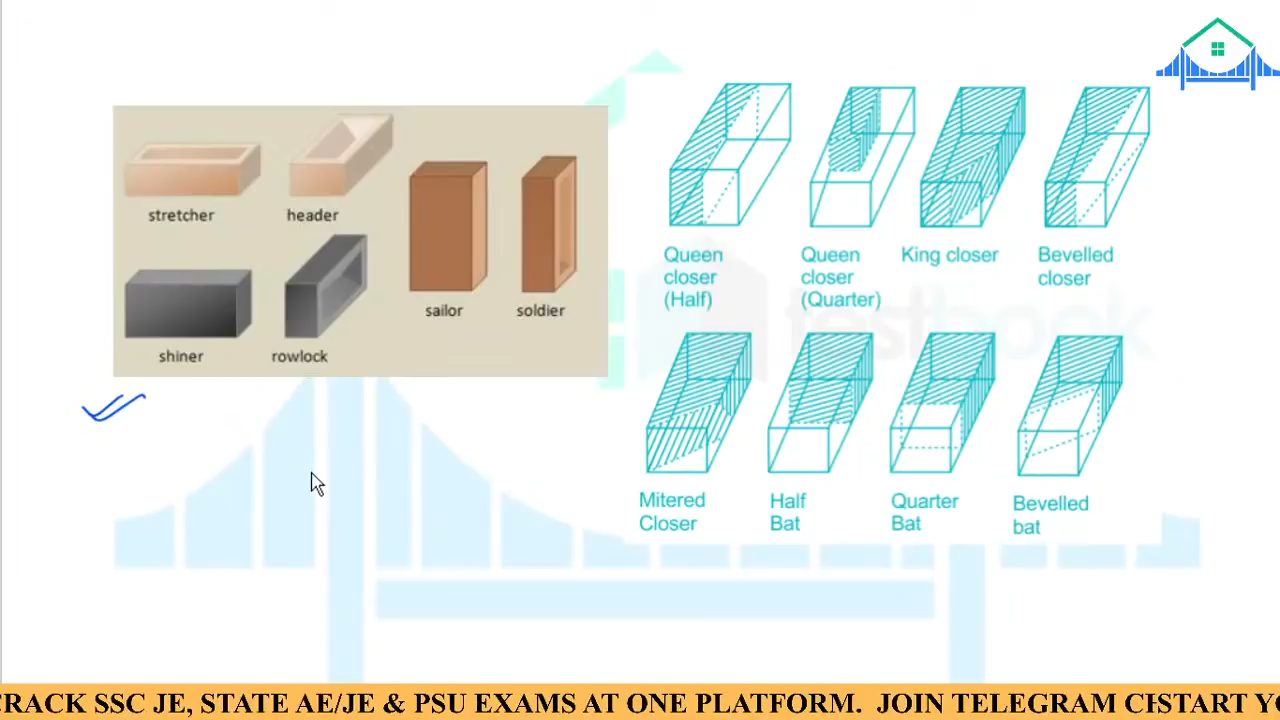 stretcher
header
sailor
soldier
shiner
rowlock
Queen
closer
(Half)
Queen
closer
(Quarter)
King closer
Bevelled
closer
Mitered
Closer
Half
Bat
Quarter
Bat
Bevelled
bat
testbook
CRACK SSC JE, STATE AE/JE & PSU EXAMS AT ONE PLATFORM. JOIN TELEGRAM